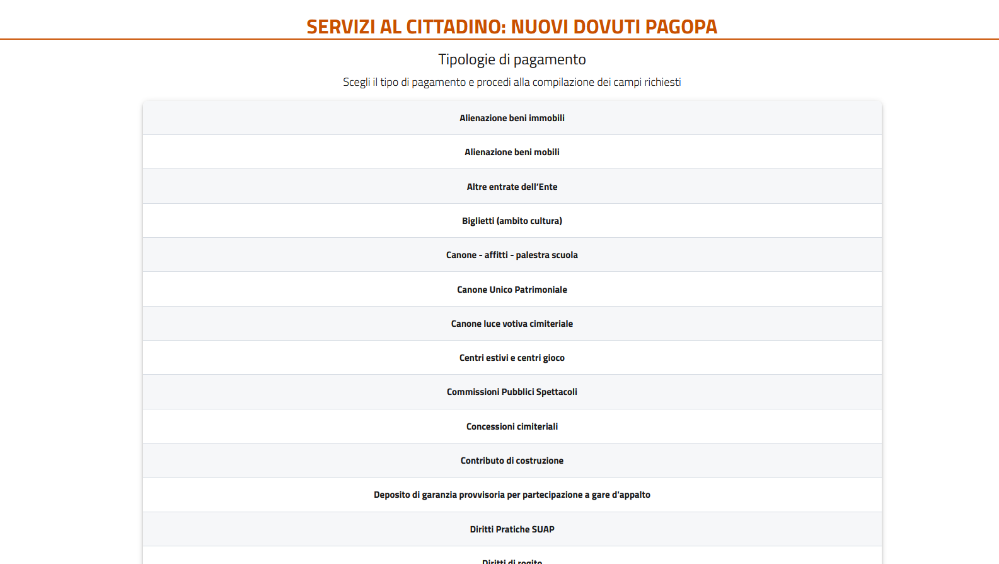 SERVIZI AL CITTADINO: NUOVI DOVUTI PAGOPA
Tipologie di pagamento
Scegli il tipo di pagamento e procedi alla compilazione dei campi richiesti
Alienazione beni immobili
Alienazione beni mobili
Altre entrate dell’Ente
Biglietti (ambito cultura)
Canone - affitti - palestra scuola
Canone Unico Patrimoniale
Canone luce votiva cimiteriale
Centri estivi e centri gioco
Commissioni Pubblici Spettacoli
Concessioni cimiteriali
Contributo di costruzione
Deposito di garanzia provvisoria per partecipazione a gare d'appalto
Diritti Pratiche SUAP
Diritti di rogito